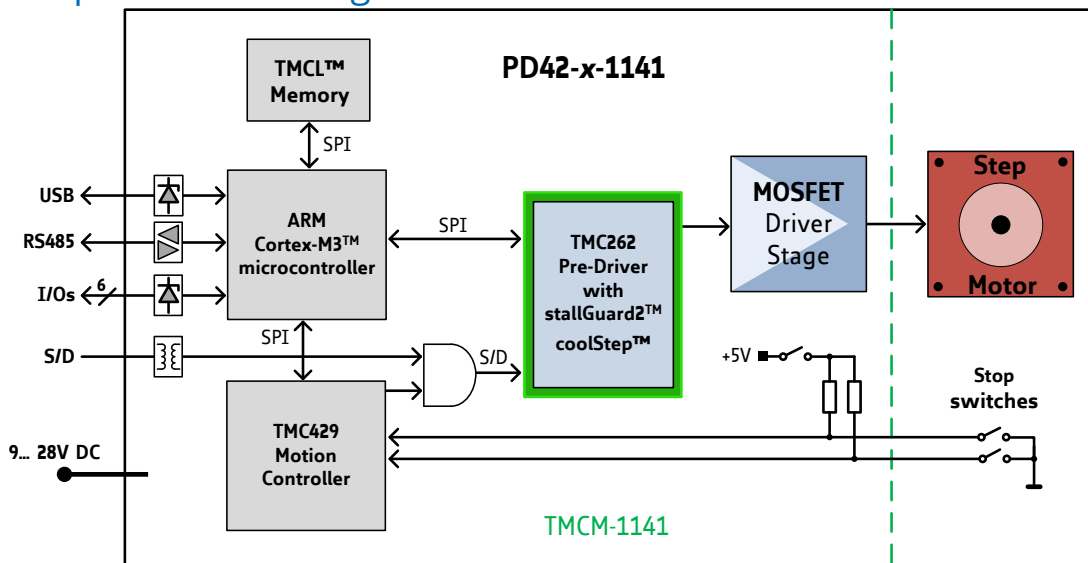 PD42-x-1141
TMCL™
Memory
SPI
USB
RS485
I/Os
6
S/D
9... 28V DC
ARM
Cortex-M3™
microcontroller
SPI
SPI
TMC429
Motion
Controller
S/D
TMC262
Pre-Driver
with
stallGuard2™
coolStep™
MOSFET
Driver
Stage
Step
Motor
+5V
Stop
switches
TMCM-1141